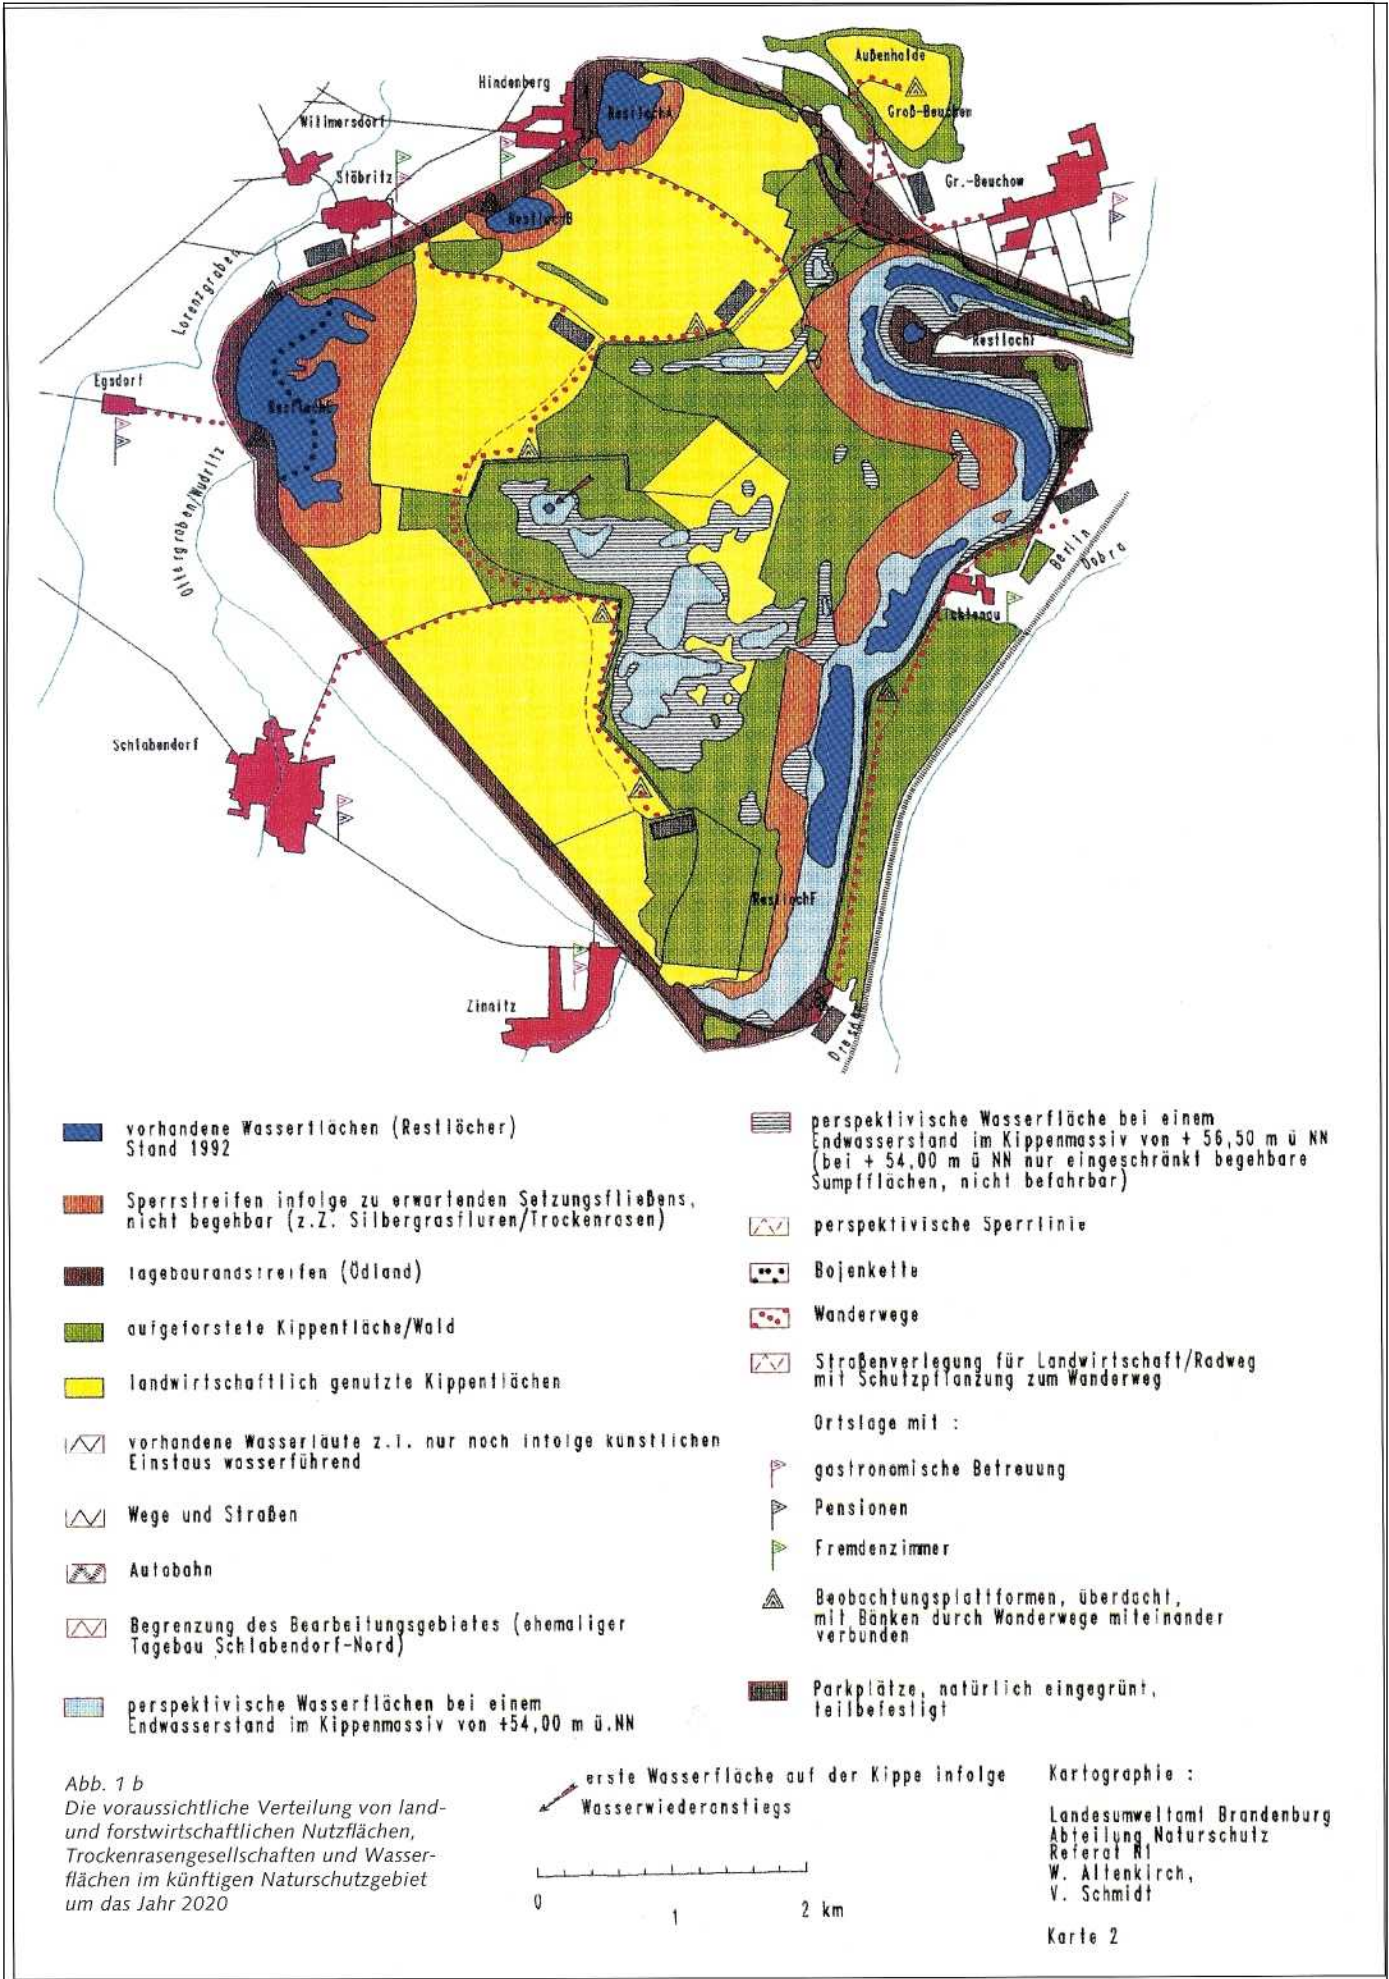 Außenhalde
Groß-Beuchen
Hindenberg
Willmersdorf
Stöbritz
Restloch A
Gr.-Beuchow
Restloch B
Lorenzgraben
Restloch F
Egsdorf
Restloch C
Ottergraben/Wudritz
Berlin
Dobra
Schlabendorf
Restloch F
Zinnitz
vorhandene Wasserflächen (Restlöcher)
Stand 1992
Sperrstreifen infolge zu erwartenden Setzungsfließens,
nicht begehbar (z.Z. Silbergrasfluren/Trockenrasen)
Tagebaurandstreifen (Ödland)
aufgeforstete Kippenfläche/Wald
landwirtschaftlich genutzte Kippenflächen
vorhandene Wasserläufe z.T. nur noch infolge künstlichen
Einstaus wasserführend
Wege und Straßen
Autobahn
Begrenzung des Bearbeitungsgebietes (ehemaliger
Tagebau Schlabendorf-Nord)
perspektivische Wasserflächen bei einem
Endwasserstand im Kippenmassiv von +54,00 m ü.NN
perspektivische Wasserfläche bei einem
Endwasserstand im Kippenmassiv von + 56,50 m ü NN
(bei + 54,00 m ü NN nur eingeschränkt begehbare
Sumpfflächen, nicht befahrbar)
perspektivische Sperrlinie
Bojenkette
Wanderwege
Straßenverlegung für Landwirtschaft/Radweg
mit Schutzpflanzung zum Wanderweg
Ortslage mit :
gastronomische Betreuung
Pensionen
Fremdenzimmer
Beobachtungsplattformen, überdacht,
mit Bänken durch Wanderwege miteinander
verbunden
Parkplätze, natürlich eingegrünt,
teilbefestigt
Abb. 1 b
Die voraussichtliche Verteilung von land-
und forstwirtschaftlichen Nutzflächen,
Trockenrasengesellschaften und Wasser-
flächen im künftigen Naturschutzgebiet
um das Jahr 2020
erste Wasserfläche auf der Kippe infolge
Wasserwiederanstiegs
0
1
2 km
Kartographie :
Landesumweltamt Brandenburg
Abteilung Naturschutz
Referat N1
W. Altenkirch,
V. Schmidt
Karte 2